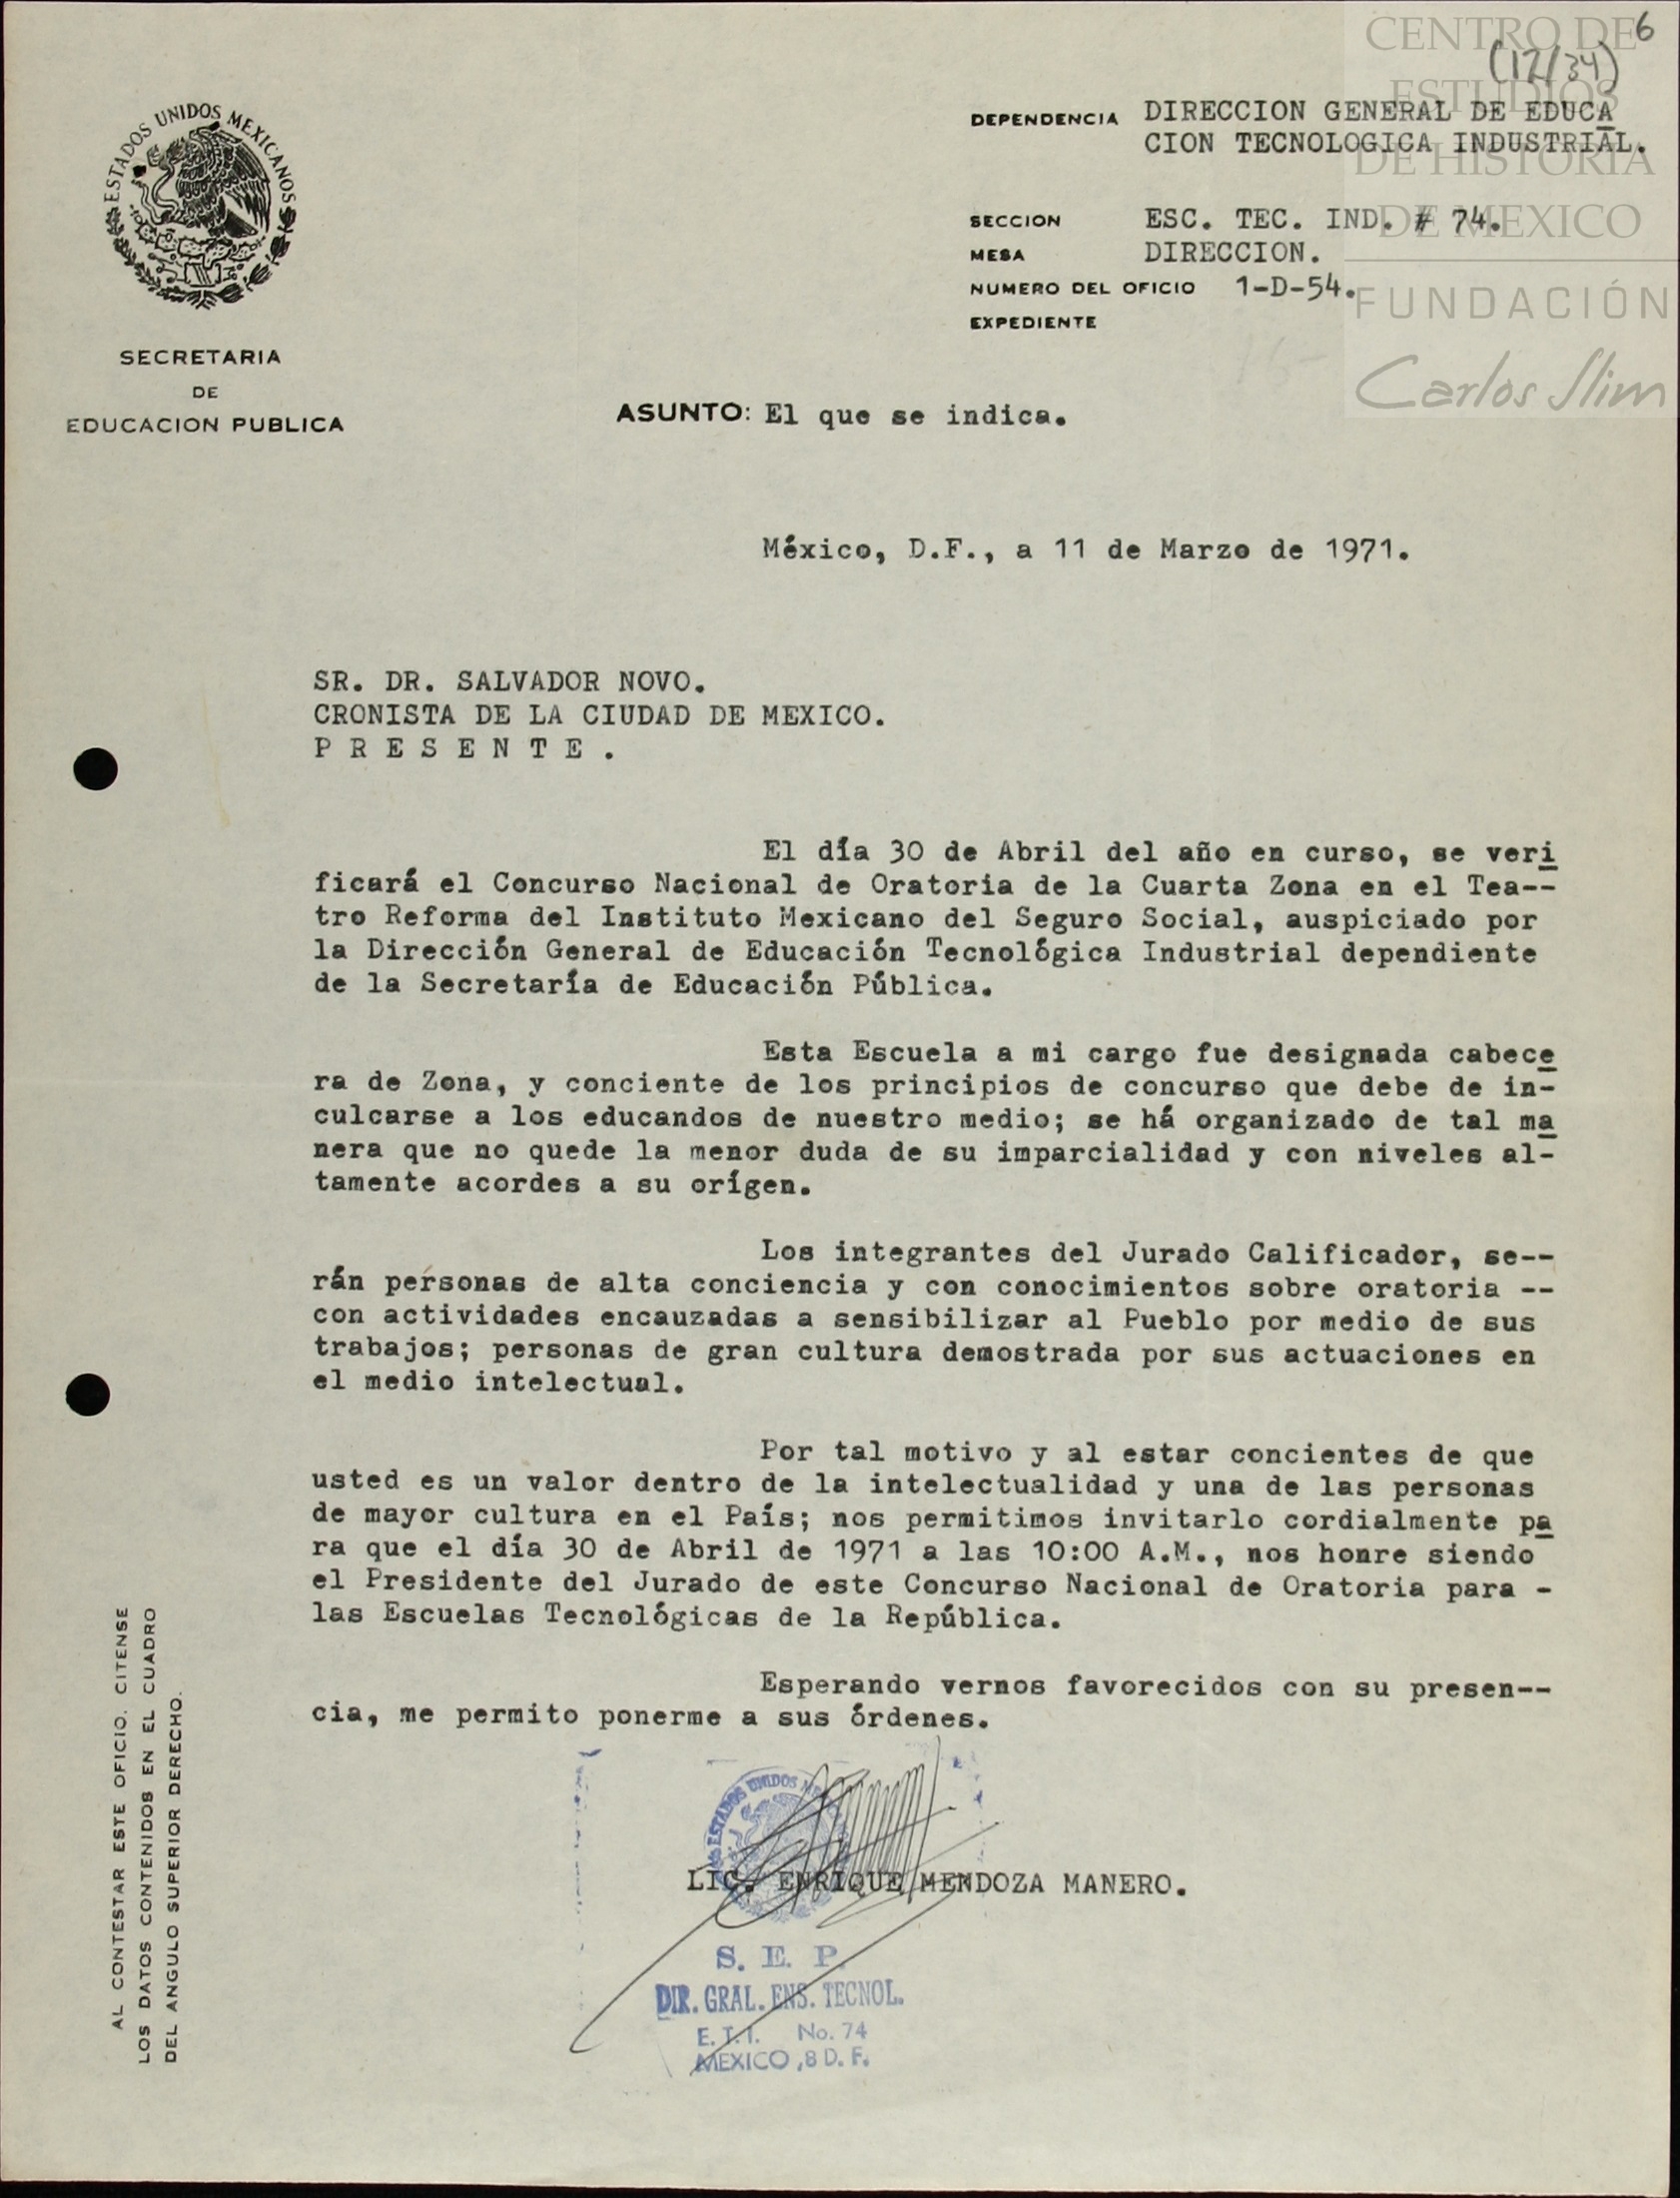 6
(12/34)
CENTRO DE
ESTUDIOS
DE HISTORIA
DE MEXICO
FUNDACIÓN
Carlos Slim
ESTADOS UNIDOS MEXICANOS
SECRETARIA
DE
EDUCACION PUBLICA
DEPENDENCIA DIRECCION GENERAL DE EDUCA
CION TECNOLOGICA INDUSTRIAL.
SECCION ESC. TEC. IND. # 74.
MESA DIRECCION.
NUMERO DEL OFICIO 1-D-54.
EXPEDIENTE
ASUNTO: El que se indica.
México, D.F., a 11 de Marzo de 1971.
SR. DR. SALVADOR NOVO.
CRONISTA DE LA CIUDAD DE MEXICO.
P R E S E N T E .
El día 30 de Abril del año en curso, se veri
ficará el Concurso Nacional de Oratoria de la Cuarta Zona en el Tea--
tro Reforma del Instituto Mexicano del Seguro Social, auspiciado por
la Dirección General de Educación Tecnológica Industrial dependiente
de la Secretaría de Educación Pública.
Esta Escuela a mi cargo fue designada cabece
ra de Zona, y conciente de los principios de concurso que debe de in-
culcarse a los educandos de nuestro medio; se há organizado de tal ma
nera que no quede la menor duda de su imparcialidad y con niveles al-
tamente acordes a su orígen.
Los integrantes del Jurado Calificador, se--
rán personas de alta conciencia y con conocimientos sobre oratoria --
con actividades encauzadas a sensibilizar al Pueblo por medio de sus
trabajos; personas de gran cultura demostrada por sus actuaciones en
el medio intelectual.
Por tal motivo y al estar concientes de que
usted es un valor dentro de la intelectualidad y una de las personas
de mayor cultura en el País; nos permitimos invitarlo cordialmente pa
ra que el día 30 de Abril de 1971 a las 10:00 A.M., nos honre siendo
el Presidente del Jurado de este Concurso Nacional de Oratoria para -
las Escuelas Tecnológicas de la República.
Esperando vernos favorecidos con su presen--
cia, me permito ponerme a sus órdenes.
ESTADOS UNIDOS
LIC. ENRIQUE MENDOZA MANERO.
S. E. P.
DIR. GRAL. ENS. TECNOL.
E. T. I. No. 74
MEXICO, 8 D. F.
AL CONTESTAR ESTE OFICIO, CITENSE
LOS DATOS CONTENIDOS EN EL CUADRO
DEL ANGULO SUPERIOR DERECHO.